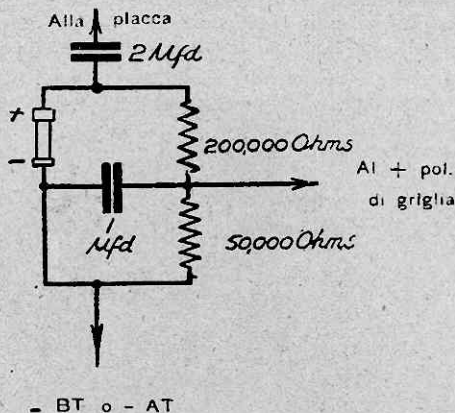 Alla placca
2 Mfd
+
-
200,000 Ohms
Al + pol.
di griglia
1
Mfd
50,000 Ohms
- BT o - AT